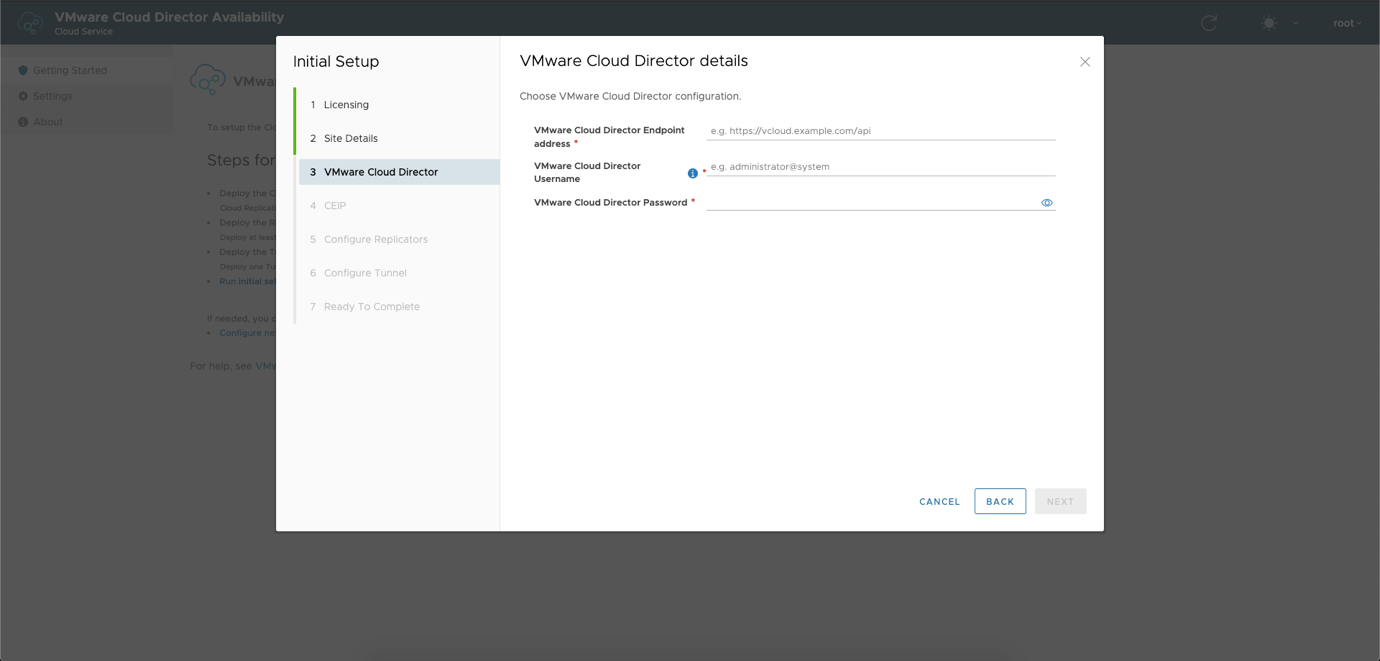 VMware Cloud Director Availability
Cloud Service
root
Getting Started
Settings
About
VMwa
To setup the Clo
Steps for
Deploy the C
Cloud Replica
Deploy the R
Deploy at least
Deploy the T
Deploy one Tu
Run initial se
If needed, you c
Configure ne
For help, see VMw
Initial Setup
1 Licensing
2 Site Details
3 VMware Cloud Director
4 CEIP
5 Configure Replicators
6 Configure Tunnel
7 Ready To Complete
VMware Cloud Director details
Choose VMware Cloud Director configuration.
VMware Cloud Director Endpoint
address *
e.g. https://vcloud.example.com/api
VMware Cloud Director
Username
*
e.g. administrator@system
VMware Cloud Director Password *
CANCEL
BACK
NEXT